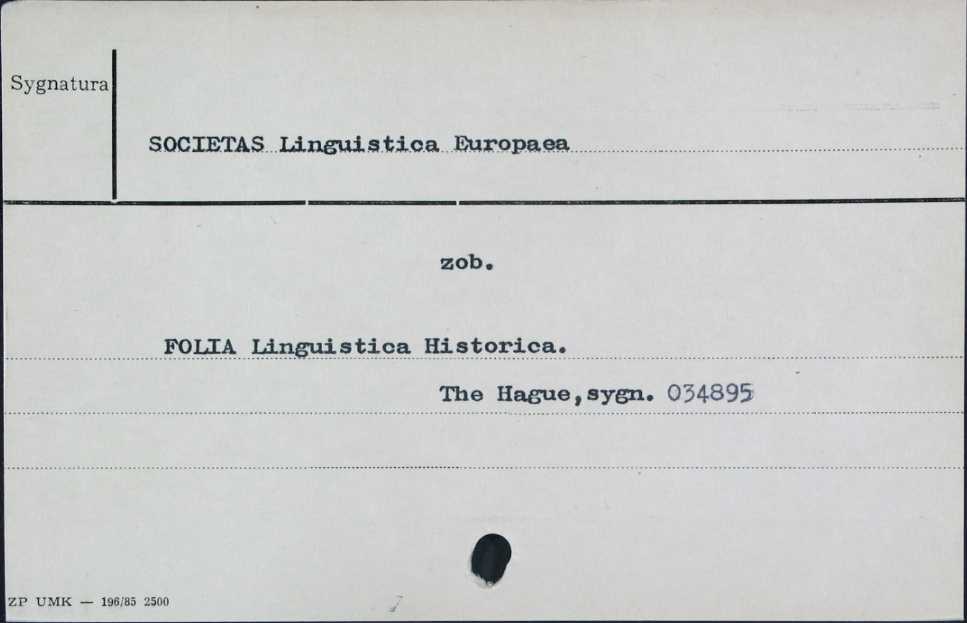 Sygnatura
SOCIETAS Linguistica Europaea
zob.
FOLIA Linguistica Historica.
The Hague,sygn. 034895
ZP UMK — 196/85 2500